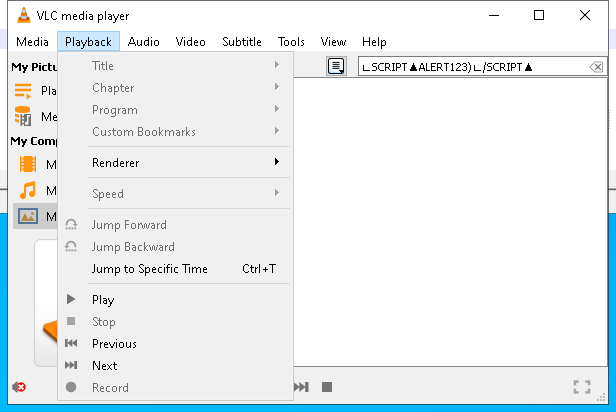 VLC media player
Media Playback Audio Video Subtitle Tools View Help
My Pictu
Pla
Me
My Comp
M
M
M
∟SCRIPT▲ALERT123)∟/SCRIPT▲
Title
Chapter
Program
Custom Bookmarks
Renderer
Speed
Jump Forward
Jump Backward
Jump to Specific Time Ctrl+T
Play
Stop
Previous
Next
Record